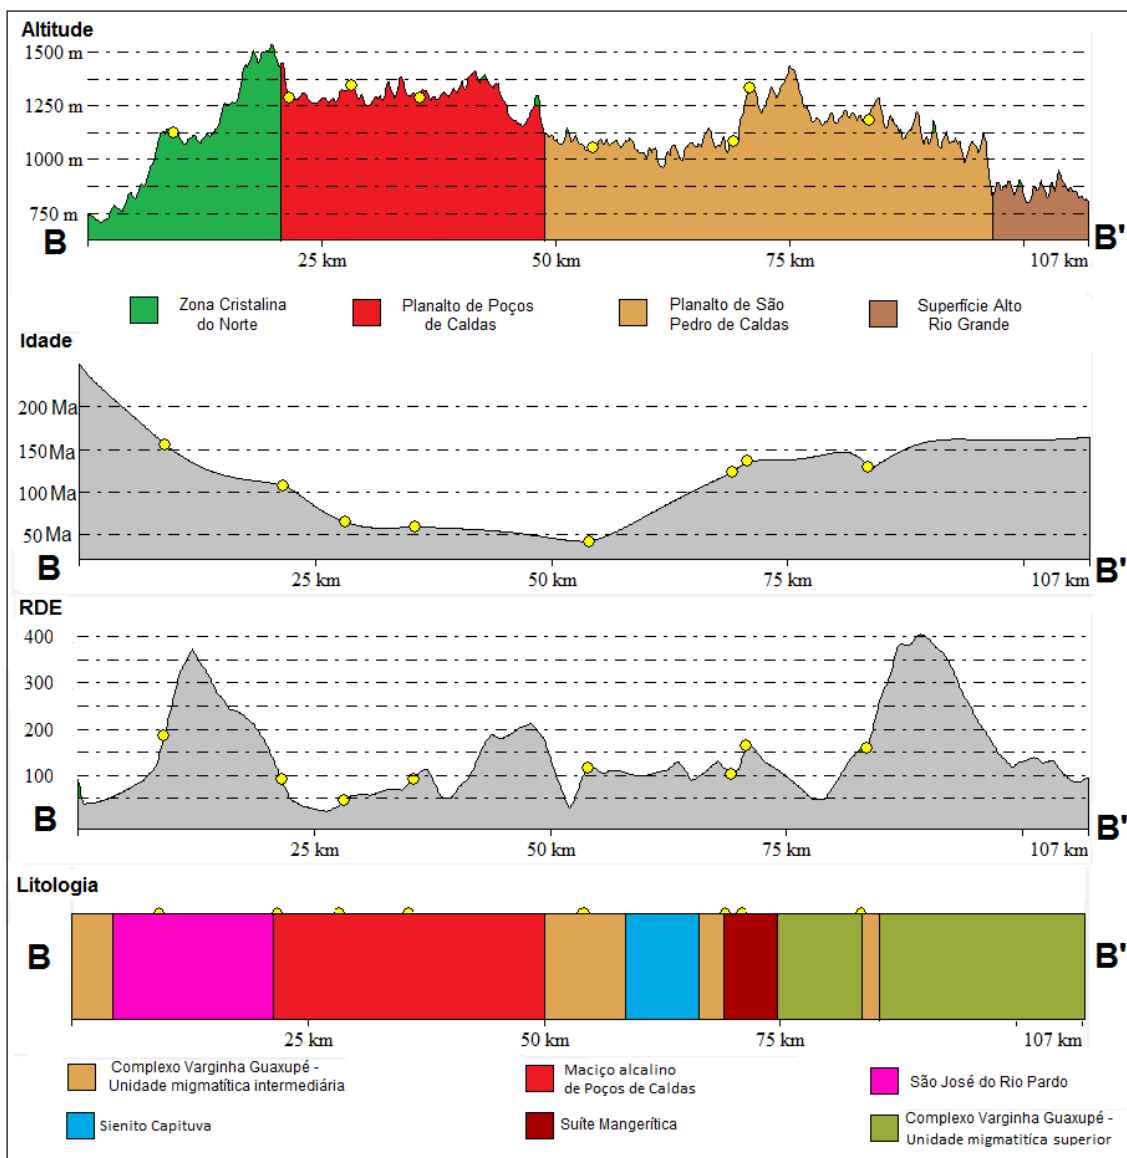 Altitude
1500 m
1250 m
1000 m
750 m
B
B'
25 km
50 km
75 km
107 km
Zona Cristalina
do Norte
Planalto de Poços
de Caldas
Planalto de São
Pedro de Caldas
Superfície Alto
Rio Grande
Idade
200 Ma
150 Ma
100 Ma
50 Ma
B
B'
25 km
50 km
75 km
107 km
RDE
400
300
200
100
B
B'
25 km
50 km
75 km
107 km
Litologia
B
B'
25 km
50 km
75 km
107 km
Complexo Varginha Guaxupé -
Unidade migmatítica intermediária
Maciço alcalino
de Poços de Caldas
São José do Rio Pardo
Sienito Capituva
Suíte Mangerítica
Complexo Varginha Guaxupé -
Unidade migmatitíca superior